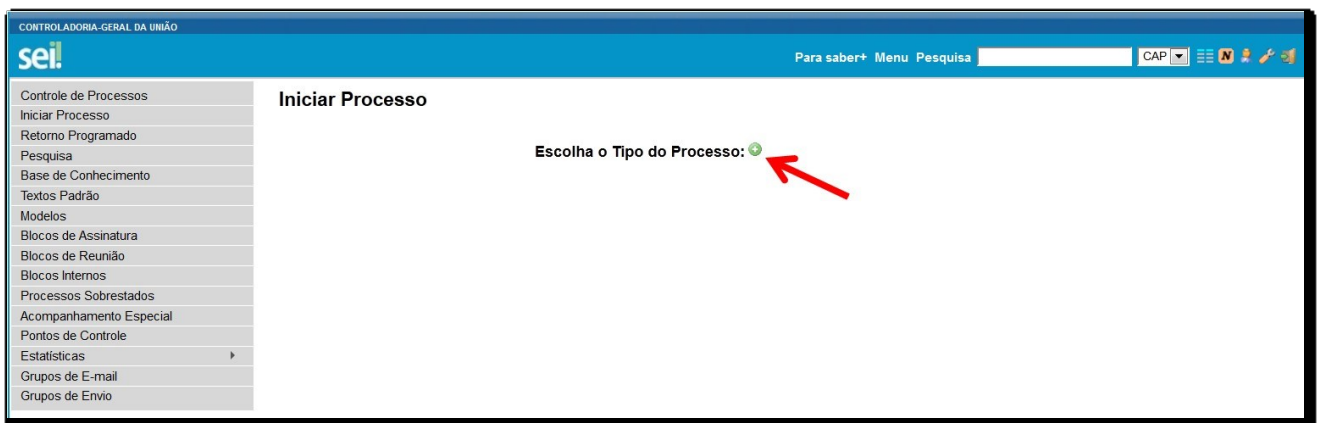 CONTROLADORIA-GERAL DA UNIÃO
sei!
Para saber+ Menu Pesquisa
CAP
N
Controle de Processos
Iniciar Processo
Retorno Programado
Pesquisa
Base de Conhecimento
Textos Padrão
Modelos
Blocos de Assinatura
Blocos de Reunião
Blocos Internos
Processos Sobrestados
Acompanhamento Especial
Pontos de Controle
Estatísticas
Grupos de E-mail
Grupos de Envio
Iniciar Processo
Escolha o Tipo do Processo: